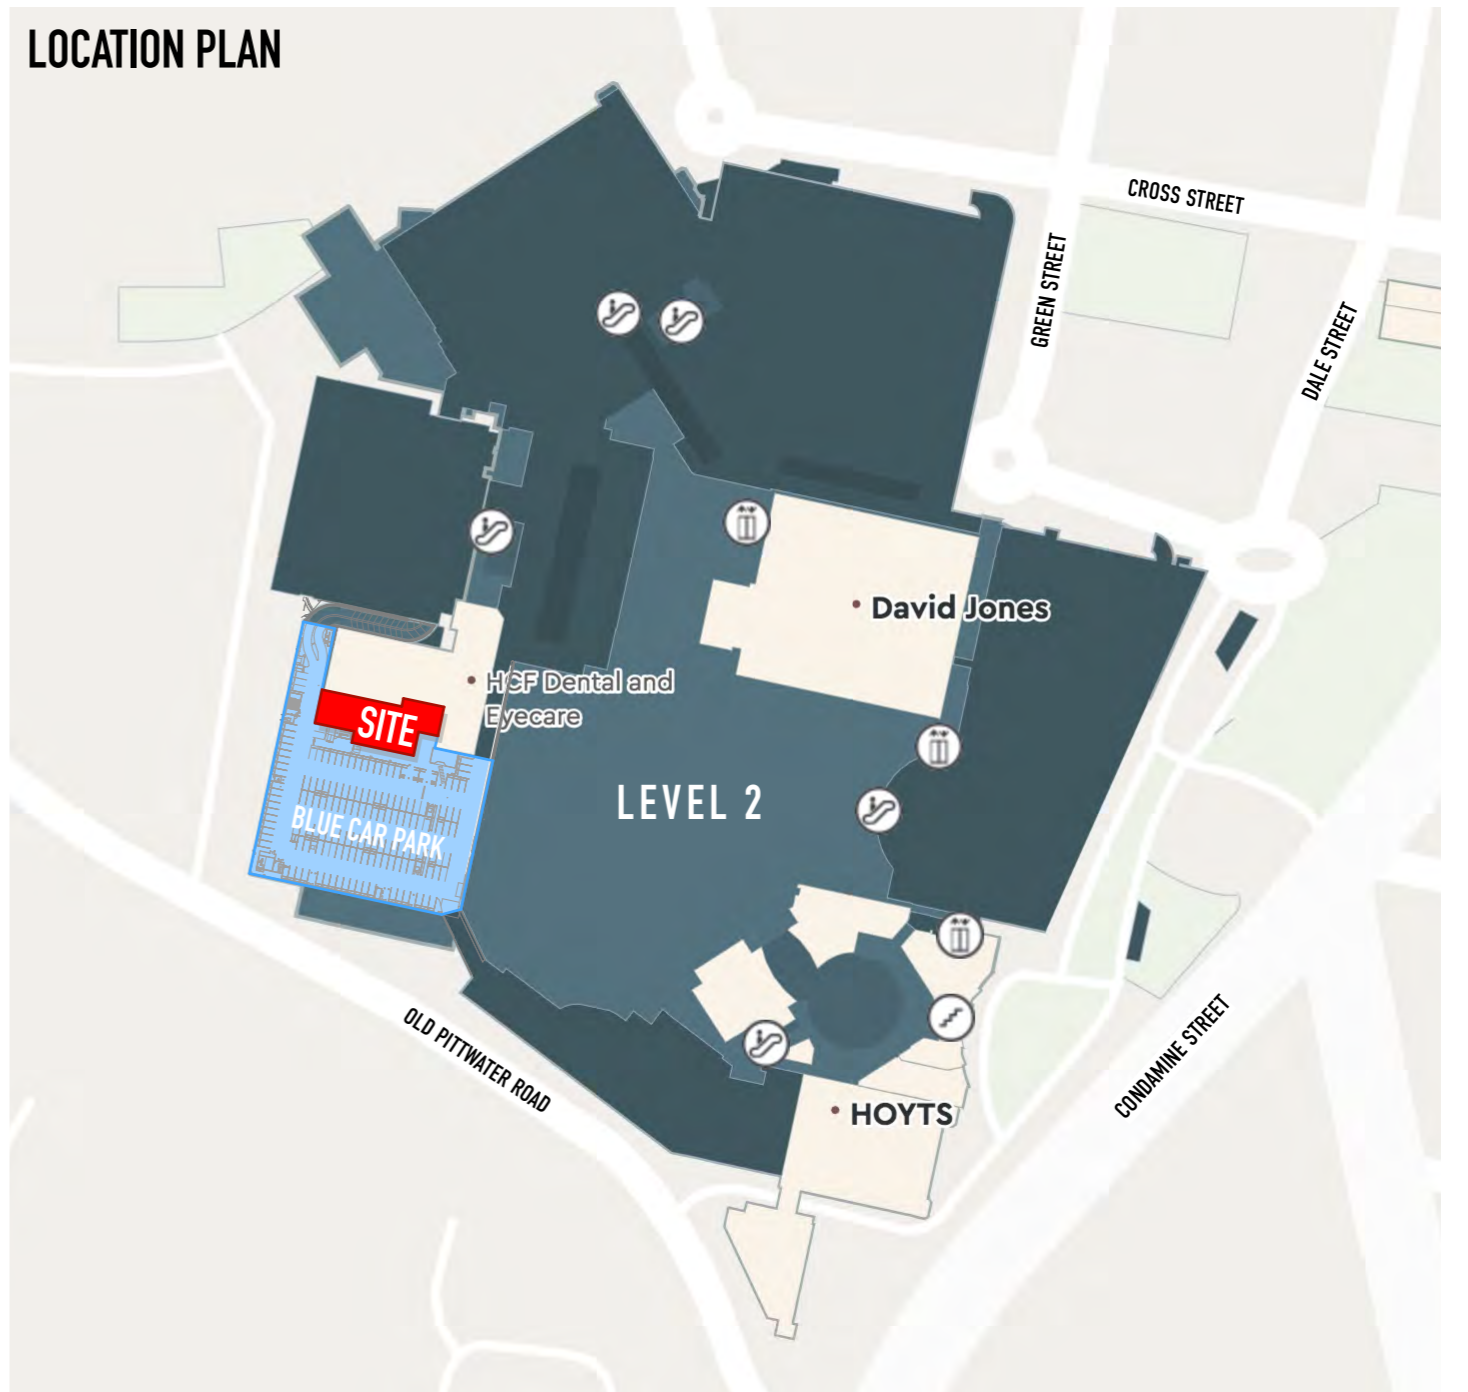 LOCATION PLAN
CROSS STREET
GREEN STREET
DALE STREET
David Jones
HCF Dental and
Eyecare
SITE
LEVEL 2
BLUE CAR PARK
OLD PITTWATER ROAD
CONDAMINE STREET
HOYTS